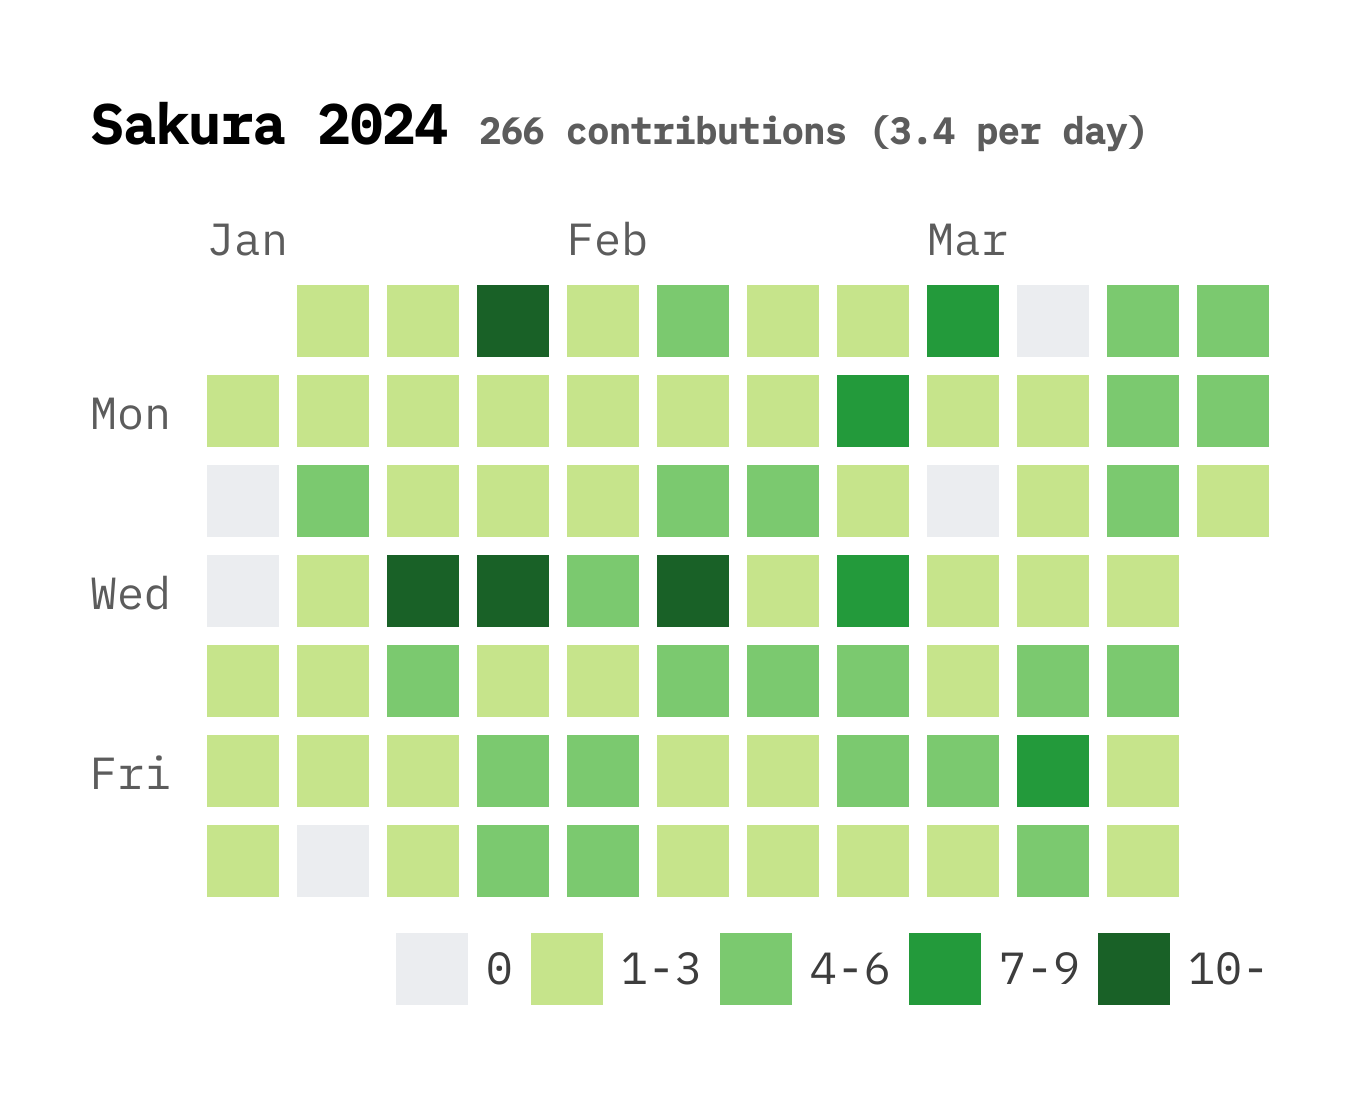 Sakura 2024 266 contributions (3.4 per day)
Jan Feb Mar
Mon
Wed
Fri
0 1-3 4-6 7-9 10-